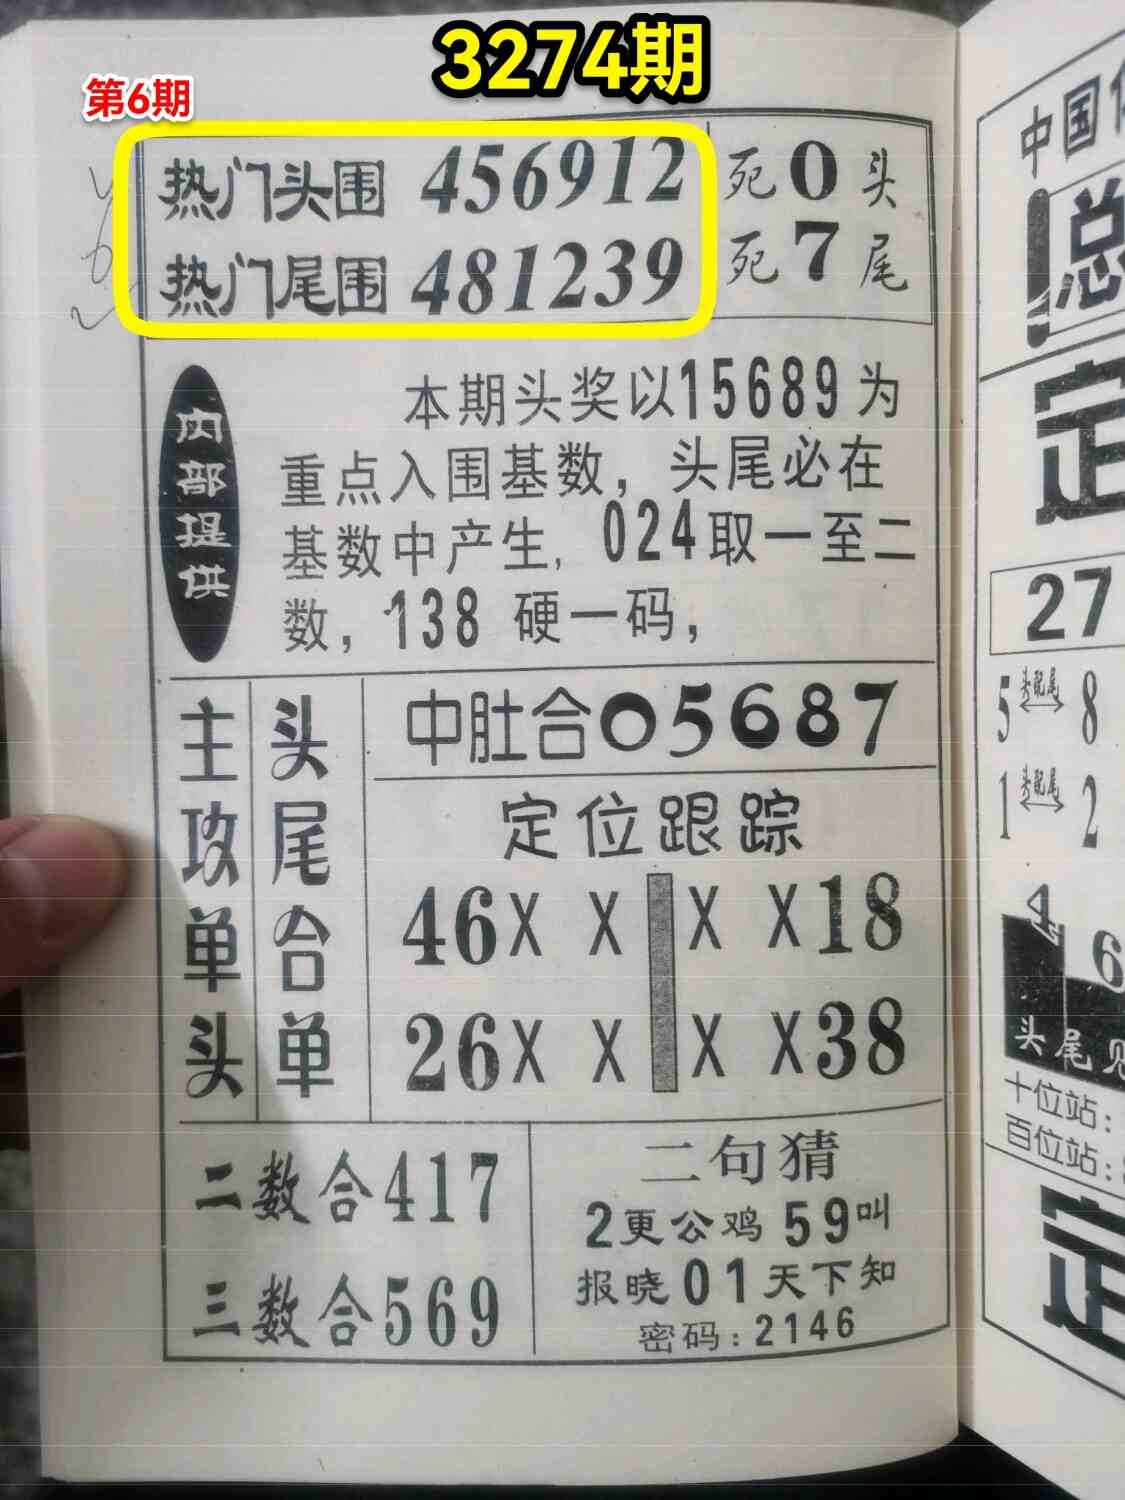 3274期
第6期
热门头围 456912
死0头
热门尾围 481239
死7尾
内部提供
本期头奖以15689为
重点入围基数，头尾必在
基数中产生，024取一至二
数，138 硬一码，
主攻单头
头尾合单
中肚合05687
定位跟踪
46X X X X18
26X X X X38
二数合417
三数合569
二句猜
2更公鸡59叫
报晓01天下知
密码：2146
中国
总
定
27
5 头配尾 8
1 头配尾 2
4
6
头尾见
十位站：
百位站：
定